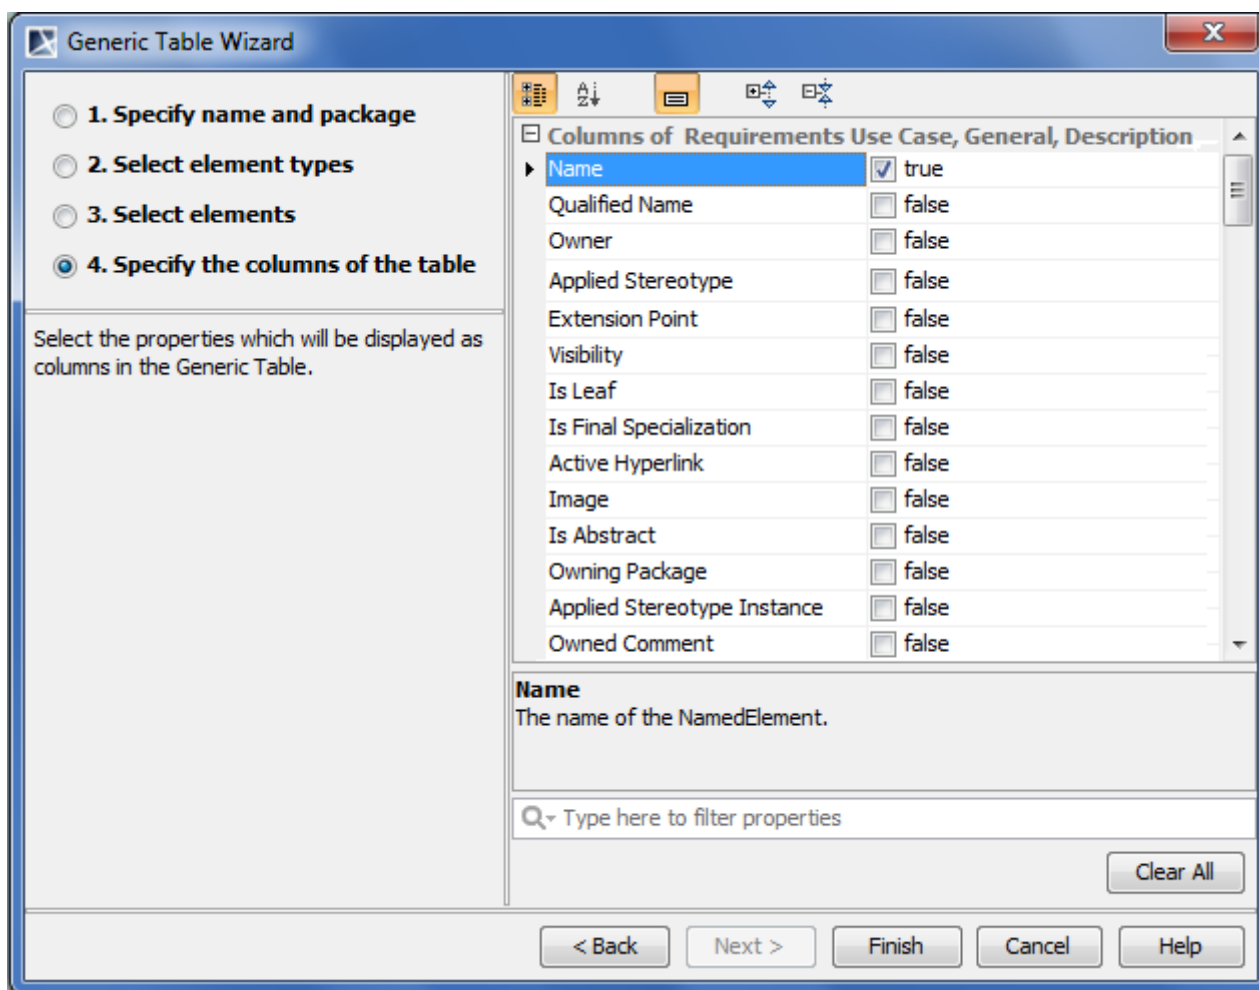 Generic Table Wizard
X
1. Specify name and package
2. Select element types
3. Select elements
4. Specify the columns of the table
Select the properties which will be displayed as
columns in the Generic Table.
A
Z
Columns of Requirements Use Case, General, Description
Name true
Qualified Name false
Owner false
Applied Stereotype false
Extension Point false
Visibility false
Is Leaf false
Is Final Specialization false
Active Hyperlink false
Image false
Is Abstract false
Owning Package false
Applied Stereotype Instance false
Owned Comment false
Name
The name of the NamedElement.
Type here to filter properties
Clear All
< Back Next > Finish Cancel Help